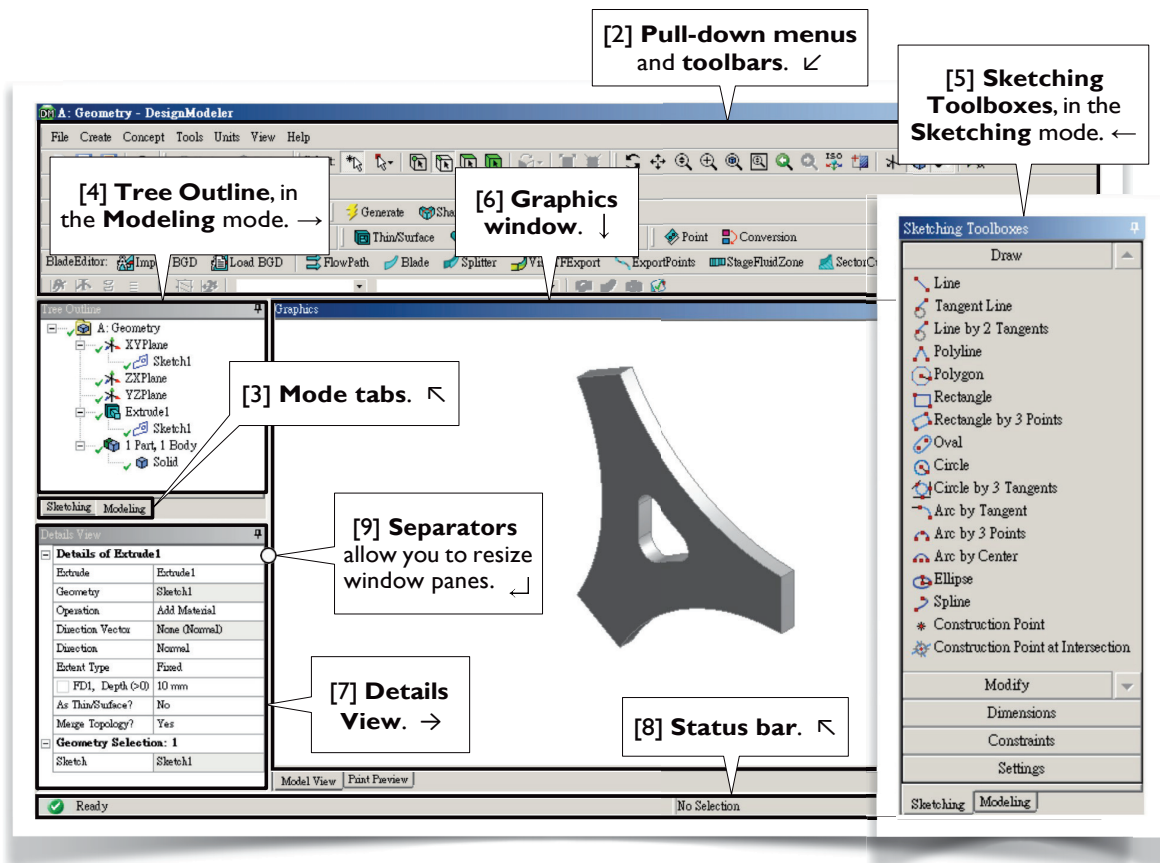 [2] Pull-down menus
and toolbars. ↙
[5] Sketching
Toolboxes, in the
Sketching mode. ←
A: Geometry - DesignModeler
File Create Concept Tools Units View Help
[4] Tree Outline, in
the Modeling mode. →
[6] Graphics
window. ↓
Generate
Thin/Surface
Point Conversion
BladeEditor: BGD Load BGD FlowPath Blade Splitter ExportPoints StageFluidZone
Tree Outline
A: Geometry
XYPlane
Sketch1
ZXPlane
YZPlane
Extrude1
Sketch1
1 Part, 1 Body
Solid
Sketching Modeling
Graphics
[3] Mode tabs. ↖
[9] Separators
allow you to resize
window panes. ↵
Details View
Details of Extrude1
Extrude Extrude1
Geometry Sketch1
Operation Add Material
Direction Vector None (Normal)
Direction Normal
Extent Type Fixed
FD1, Depth (>0) 10 mm
As Thin/Surface? No
Merge Topology? Yes
Geometry Selection: 1
Sketch Sketch1
[7] Details
View. →
[8] Status bar. ↖
Model View Print Preview
Ready No Selection
Sketching Toolboxes
Draw
Line
Tangent Line
Line by 2 Tangents
Polyline
Polygon
Rectangle
Rectangle by 3 Points
Oval
Circle
Circle by 3 Tangents
Arc by Tangent
Arc by 3 Points
Arc by Center
Ellipse
Spline
Construction Point
Construction Point at Intersection
Modify
Dimensions
Constraints
Settings
Sketching Modeling